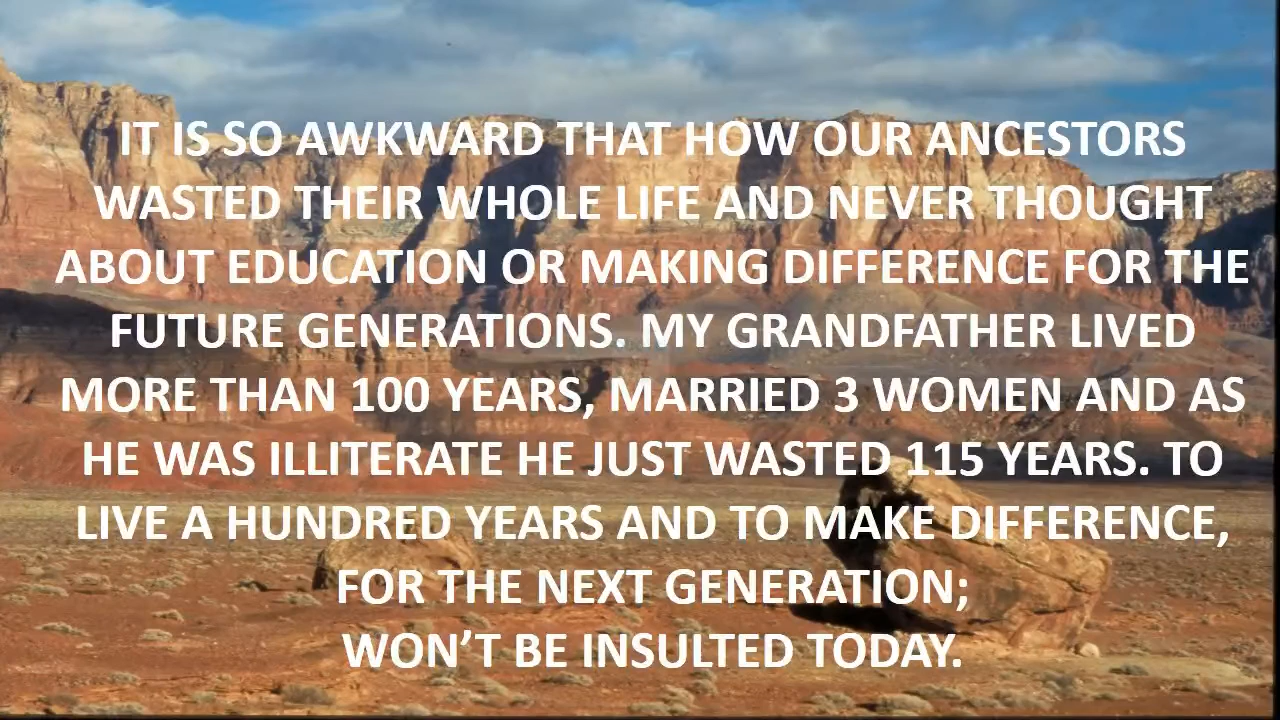 IT IS SO AWKWARD THAT HOW OUR ANCESTORS
WASTED THEIR WHOLE LIFE AND NEVER THOUGHT
ABOUT EDUCATION OR MAKING DIFFERENCE FOR THE
FUTURE GENERATIONS. MY GRANDFATHER LIVED
MORE THAN 100 YEARS, MARRIED 3 WOMEN AND AS
HE WAS ILLITERATE HE JUST WASTED 115 YEARS. TO
LIVE A HUNDRED YEARS AND TO MAKE DIFFERENCE,
FOR THE NEXT GENERATION;
WON’T BE INSULTED TODAY.